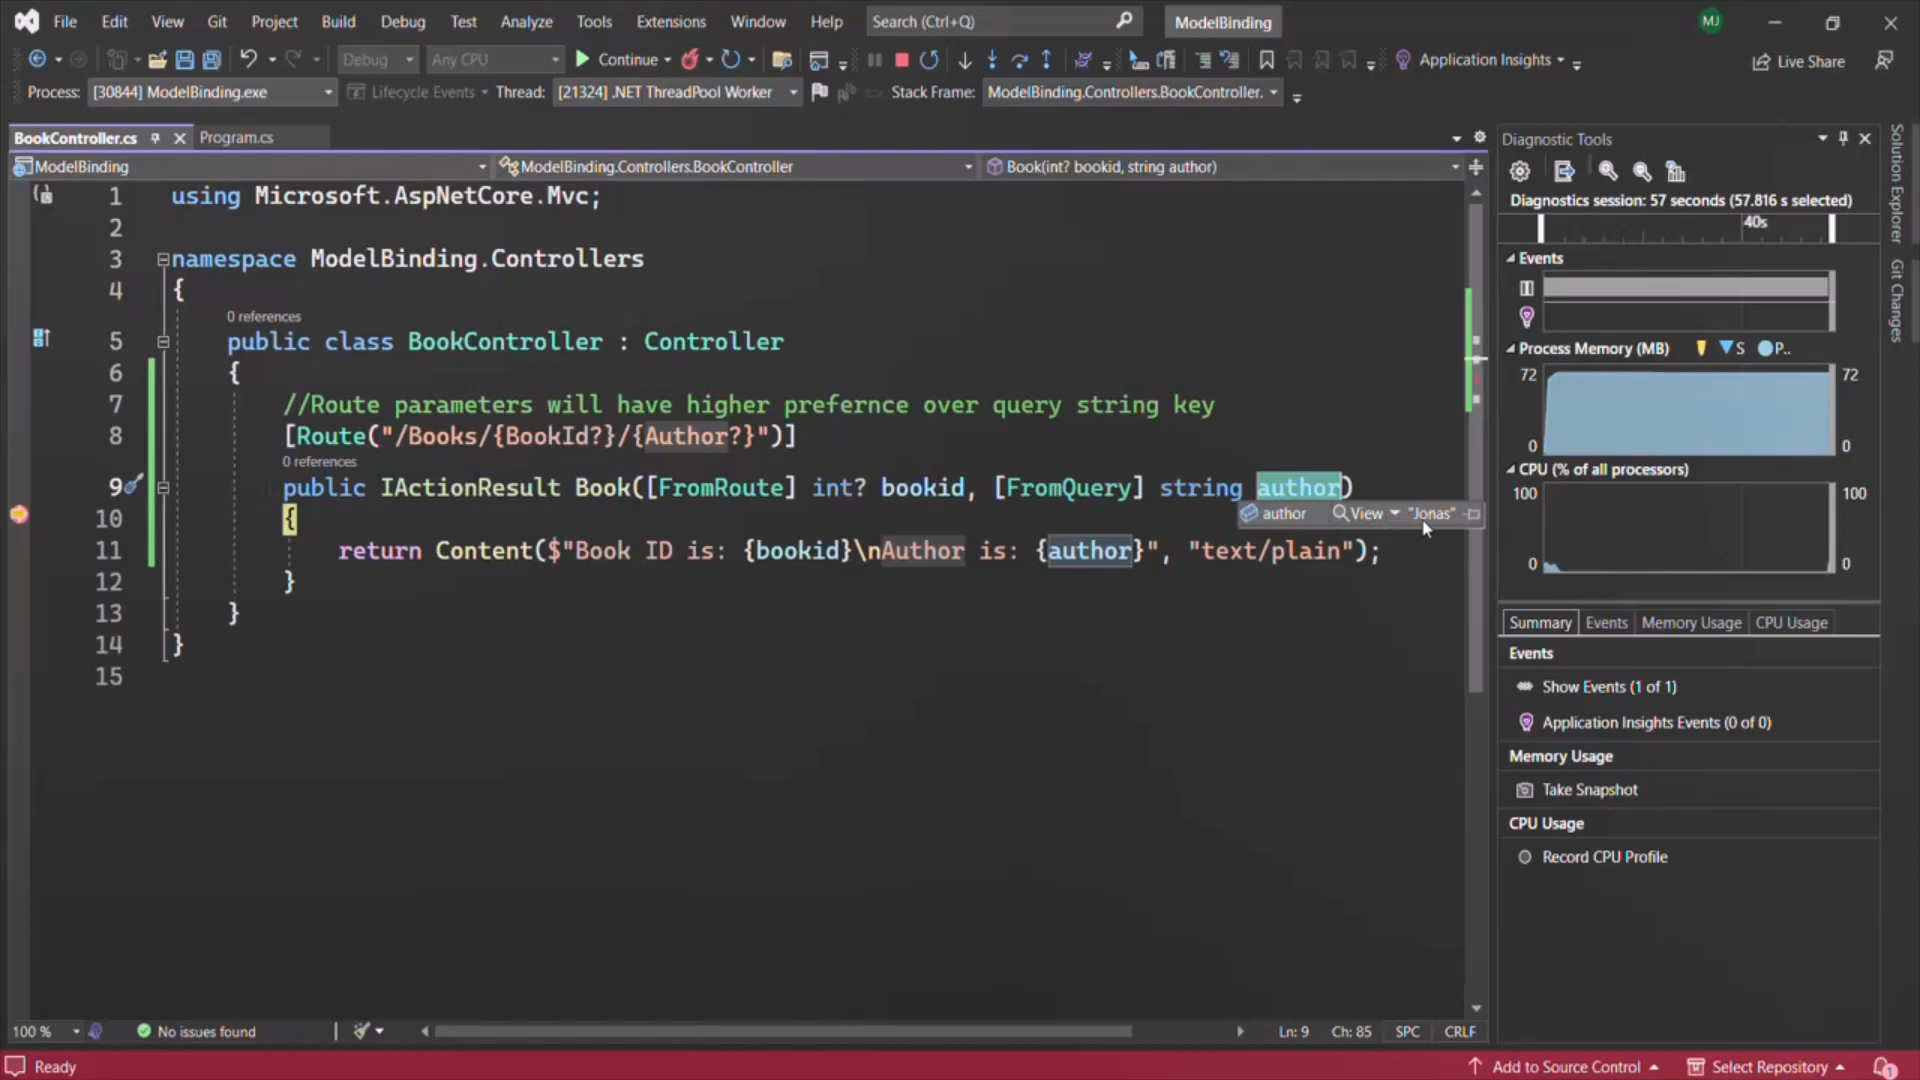 File Edit View Git Project Build Debug Test Analyze Tools Extensions Window Help Search (Ctrl+Q) ModelBinding MJ
Debug Any CPU Continue Application Insights Live Share
Process: [30844] ModelBinding.exe Lifecycle Events Thread: [21324] .NET ThreadPool Worker Stack Frame: ModelBinding.Controllers.BookController.
BookController.cs Program.cs
ModelBinding ModelBinding.Controllers.BookController Book(int? bookid, string author)
1 using Microsoft.AspNetCore.Mvc;
2
3 namespace ModelBinding.Controllers
4 {
0 references
5 public class BookController : Controller
6 {
7 //Route parameters will have higher prefernce over query string key
8 [Route("/Books/{BookId?}/{Author?}")]
0 references
9 public IActionResult Book([FromRoute] int? bookid, [FromQuery] string author)
author View "Jonas"
10 {
11 return Content($"Book ID is: {bookid}\nAuthor is: {author}", "text/plain");
12 }
13 }
14 }
15
100 % No issues found Ln: 9 Ch: 85 SPC CRLF
Diagnostic Tools
Diagnostics session: 57 seconds (57.816 s selected)
40s
Events
Process Memory (MB) S P..
72 72
0 0
CPU (% of all processors)
100 100
0 0
Summary Events Memory Usage CPU Usage
Events
Show Events (1 of 1)
Application Insights Events (0 of 0)
Memory Usage
Take Snapshot
CPU Usage
Record CPU Profile
Solution Explorer
Git Changes
Ready Add to Source Control Select Repository 1